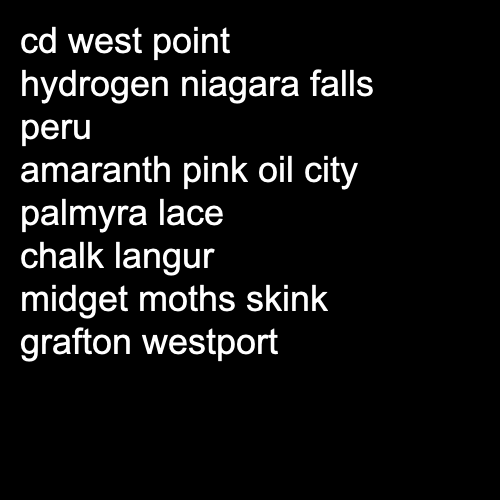 cd west point
hydrogen niagara falls
peru
amaranth pink oil city
palmyra lace
chalk langur
midget moths skink
grafton westport